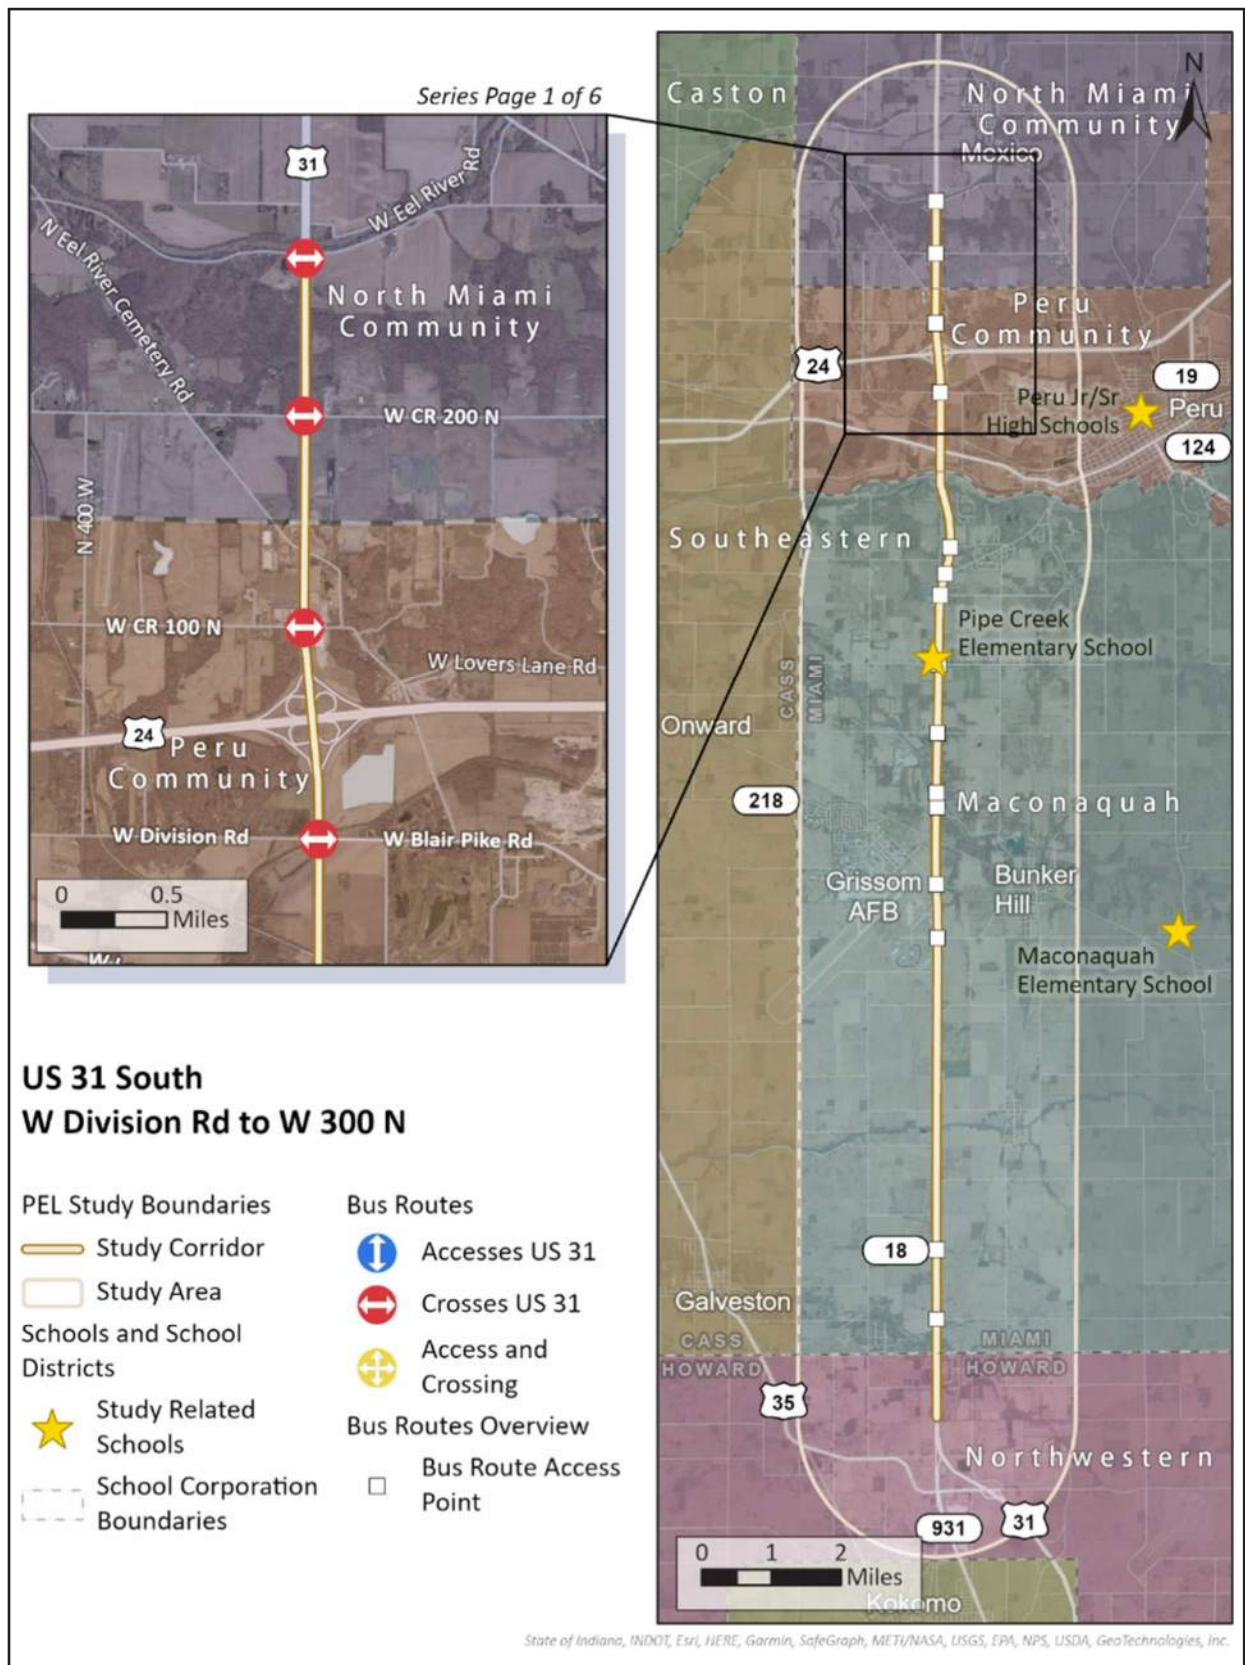 Series Page 1 of 6
31
W Eel River Rd
N Eel River Cemetery Rd
North Miami
Community
W CR 200 N
N 400 W
W CR 100 N
W Lovers Lane Rd
24
Peru
Community
W Division Rd
W Blair Pike Rd
0 0.5
Miles
Caston
North Miami
Community
Mexico
N
Peru
Community
24
19
Peru Jr/Sr
High Schools
Peru
124
Southeastern
Pipe Creek
Elementary School
CASS
MIAMI
Onward
218
Maconaquah
Grissom
AFB
Bunker
Hill
Maconaquah
Elementary School
18
Galveston
CASS
MIAMI
HOWARD
HOWARD
35
Northwestern
931
31
0 1 2
Miles
Kokomo
US 31 South
W Division Rd to W 300 N
PEL Study Boundaries
Study Corridor
Study Area
Schools and School
Districts
Study Related
Schools
School Corporation
Boundaries
Bus Routes
Accesses US 31
Crosses US 31
Access and
Crossing
Bus Routes Overview
Bus Route Access
Point
State of Indiana, INDOT, Esri, HERE, Garmin, SafeGraph, METI/NASA, USGS, EPA, NPS, USDA, GeoTechnologies, Inc.